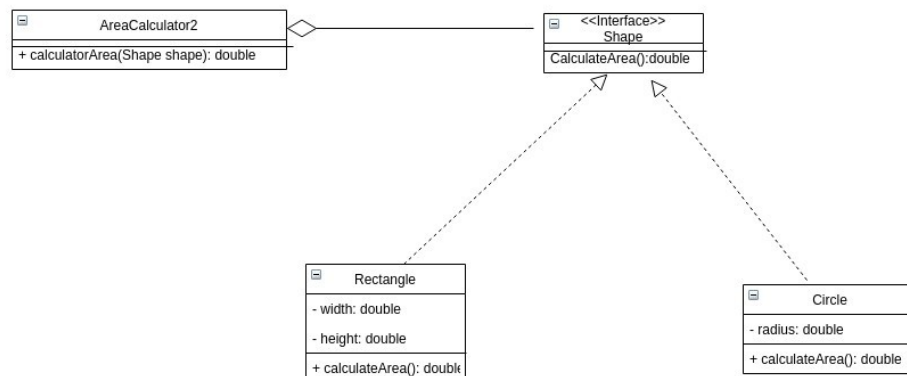 AreaCalculator2
+ calculatorArea(Shape shape): double
<<Interface>>
Shape
CalculateArea():double
Rectangle
- width: double
- height: double
+ calculateArea(): double
Circle
- radius: double
+ calculateArea(): double